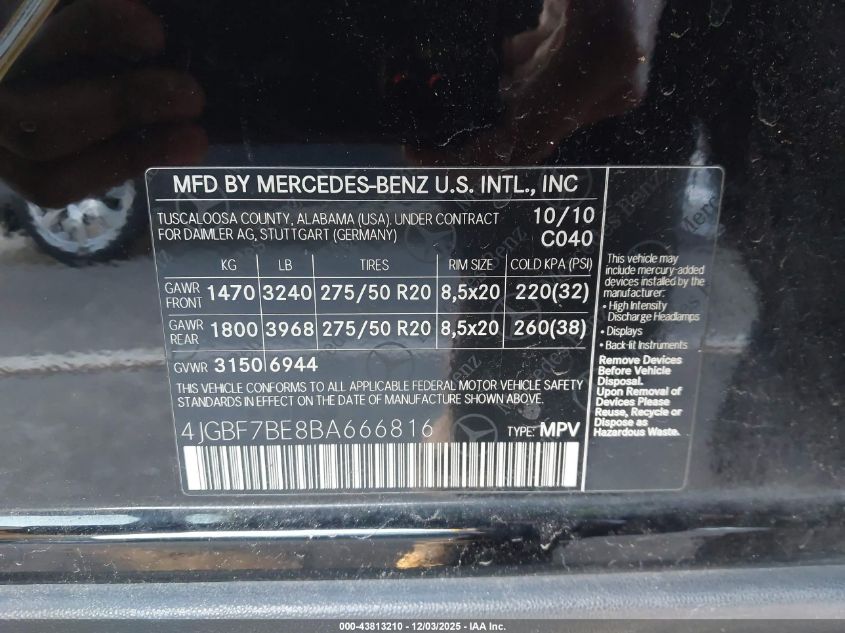 MFD BY MERCEDES-BENZ U.S. INTL., INC
TUSCALOOSA COUNTY, ALABAMA (USA). UNDER CONTRACT
FOR DAIMLER AG, STUTTGART (GERMANY)
10/10
C040
KG LB TIRES RIM SIZE COLD KPA (PSI)
GAWR FRONT 1470 3240 275/50 R20 8,5x20 220(32)
GAWR REAR 1800 3968 275/50 R20 8,5x20 260(38)
GVWR 3150 6944
THIS VEHICLE CONFORMS TO ALL APPLICABLE FEDERAL MOTOR VEHICLE SAFETY
STANDARDS IN EFFECT ON THE DATE OF MANUFACTURE SHOWN ABOVE.
4JGBF7BE8BA666816 TYPE: MPV
This vehicle may
include mercury-added
devices installed by the
manufacturer:
• High Intensity
Discharge Headlamps
• Displays
• Back-lit Instruments
Remove Devices
Before Vehicle
Disposal.
Upon Removal of
Devices Please
Reuse, Recycle or
Dispose as
Hazardous Waste.
000-43813210 - 12/03/2025 - IAA Inc.